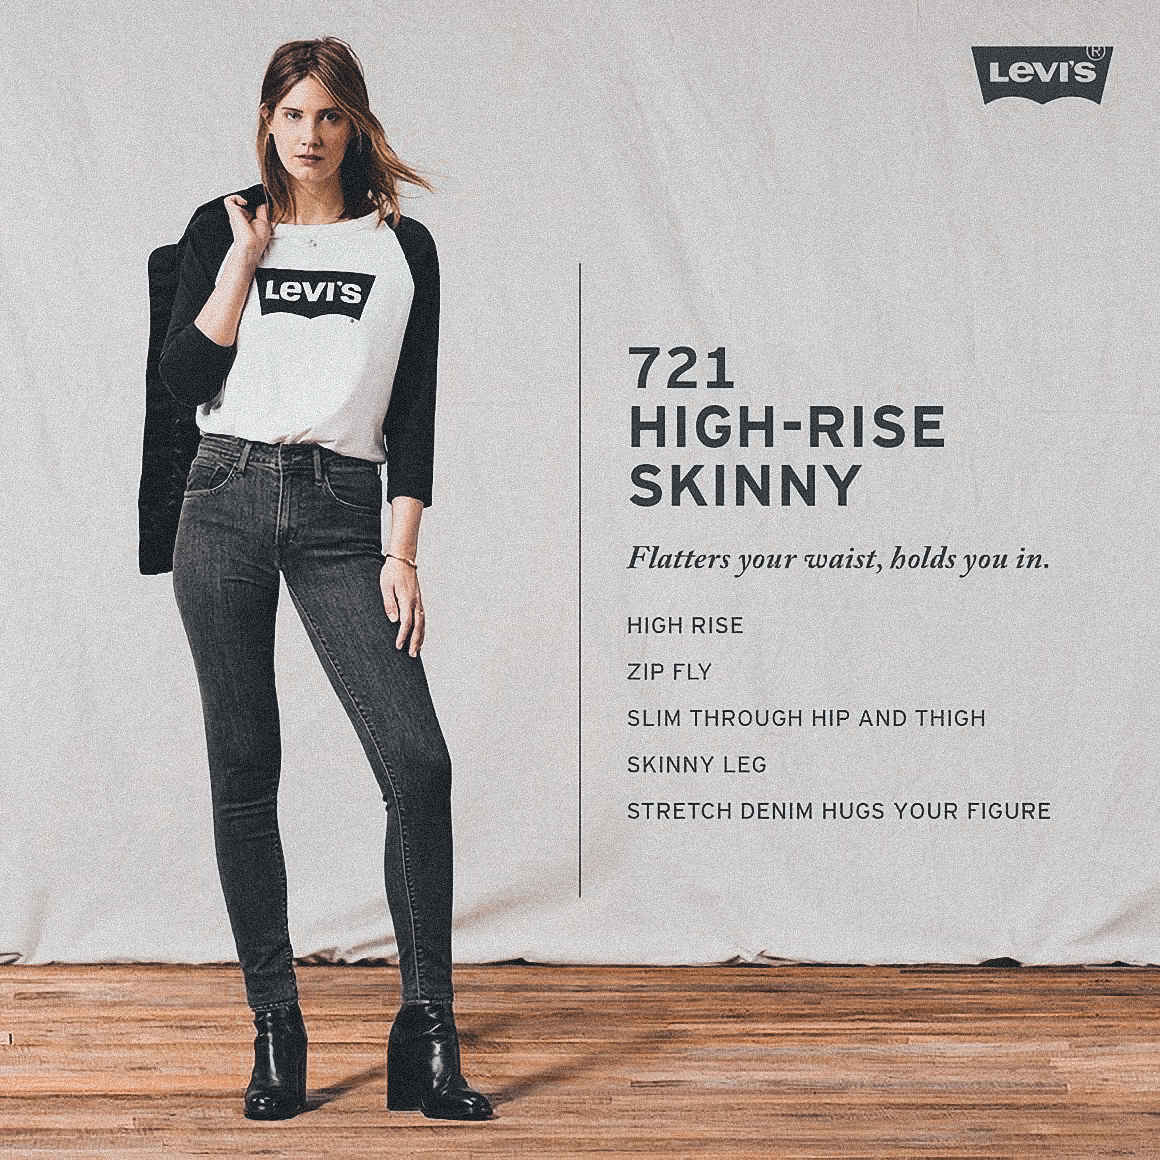 LEVI'S®
LEVI'S
721
HIGH-RISE
SKINNY
Flatters your waist, holds you in.
HIGH RISE
ZIP FLY
SLIM THROUGH HIP AND THIGH
SKINNY LEG
STRETCH DENIM HUGS YOUR FIGURE